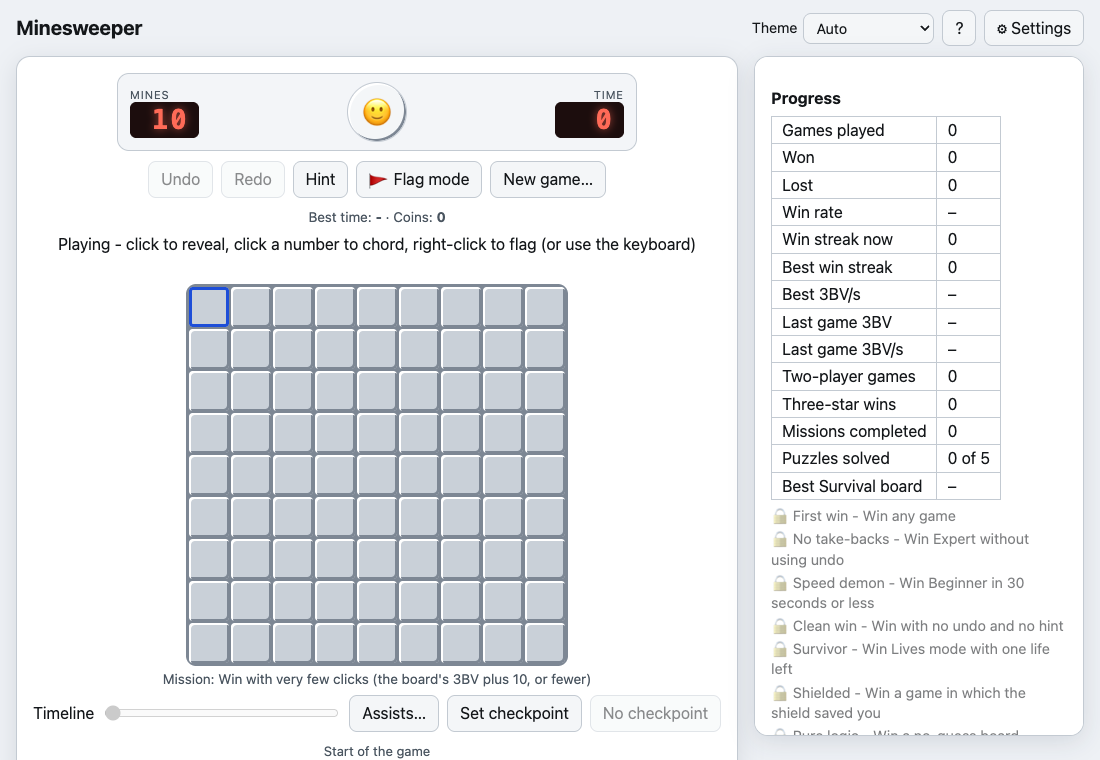 Minesweeper
Theme Auto ? ⚙ Settings
MINES
10
TIME
0
Undo Redo Hint Flag mode New game...
Best time: - · Coins: 0
Playing - click to reveal, click a number to chord, right-click to flag (or use the keyboard)
Mission: Win with very few clicks (the board's 3BV plus 10, or fewer)
Timeline Assists... Set checkpoint No checkpoint
Start of the game
Progress
Games played 0
Won 0
Lost 0
Win rate –
Win streak now 0
Best win streak 0
Best 3BV/s –
Last game 3BV –
Last game 3BV/s –
Two-player games 0
Three-star wins 0
Missions completed 0
Puzzles solved 0 of 5
Best Survival board –
🔒 First win - Win any game
🔒 No take-backs - Win Expert without
using undo
🔒 Speed demon - Win Beginner in 30
seconds or less
🔒 Clean win - Win with no undo and no hint
🔒 Survivor - Win Lives mode with one life
left
🔒 Shielded - Win a game in which the
shield saved you
🔒 Pure logic - Win a no-guess board